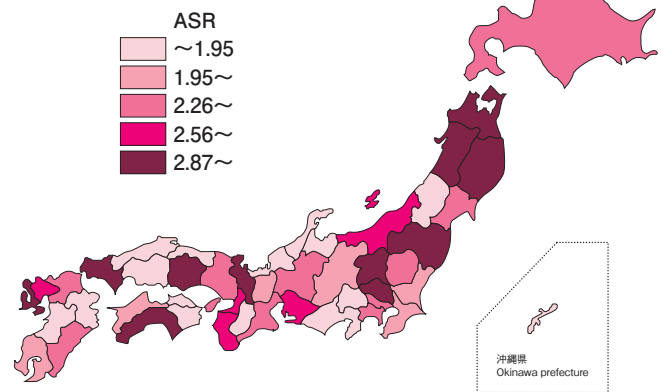 ASR
～1.95
1.95～
2.26～
2.56～
2.87～
沖縄県
Okinawa prefecture